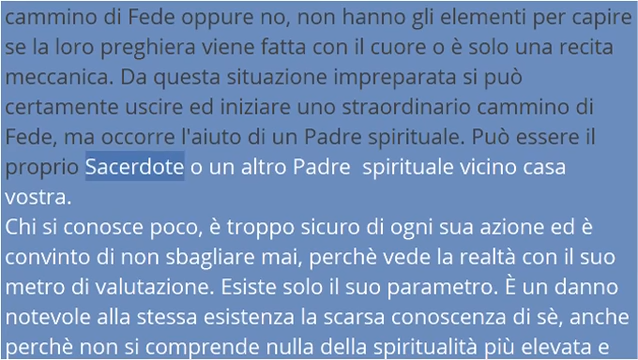 cammino di Fede oppure no, non hanno gli elementi per capire
se la loro preghiera viene fatta con il cuore o è solo una recita
meccanica. Da questa situazione impreparata si può
certamente uscire ed iniziare uno straordinario cammino di
Fede, ma occorre l'aiuto di un Padre spirituale. Può essere il
proprio Sacerdote o un altro Padre  spirituale vicino casa
vostra.
Chi si conosce poco, è troppo sicuro di ogni sua azione ed è
convinto di non sbagliare mai, perchè vede la realtà con il suo
metro di valutazione. Esiste solo il suo parametro. È un danno
notevole alla stessa esistenza la scarsa conoscenza di sè, anche
perchè non si comprende nulla della spiritualità più elevata e